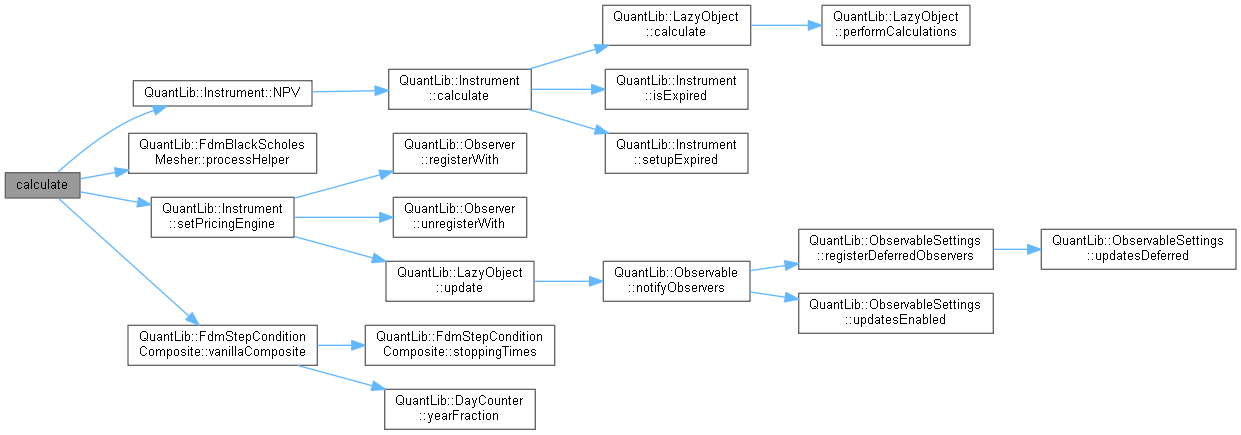 QuantLib::LazyObject
::calculate
QuantLib::LazyObject
::performCalculations
QuantLib::Instrument::NPV
QuantLib::Instrument
::calculate
QuantLib::Instrument
::isExpired
QuantLib::Instrument
::setupExpired
QuantLib::FdmBlackScholes
Mesher::processHelper
QuantLib::Observer
::registerWith
calculate
QuantLib::Instrument
::setPricingEngine
QuantLib::Observer
::unregisterWith
QuantLib::LazyObject
::update
QuantLib::Observable
::notifyObservers
QuantLib::ObservableSettings
::registerDeferredObservers
QuantLib::ObservableSettings
::updatesDeferred
QuantLib::ObservableSettings
::updatesEnabled
QuantLib::FdmStepCondition
Composite::vanillaComposite
QuantLib::FdmStepCondition
Composite::stoppingTimes
QuantLib::DayCounter
::yearFraction